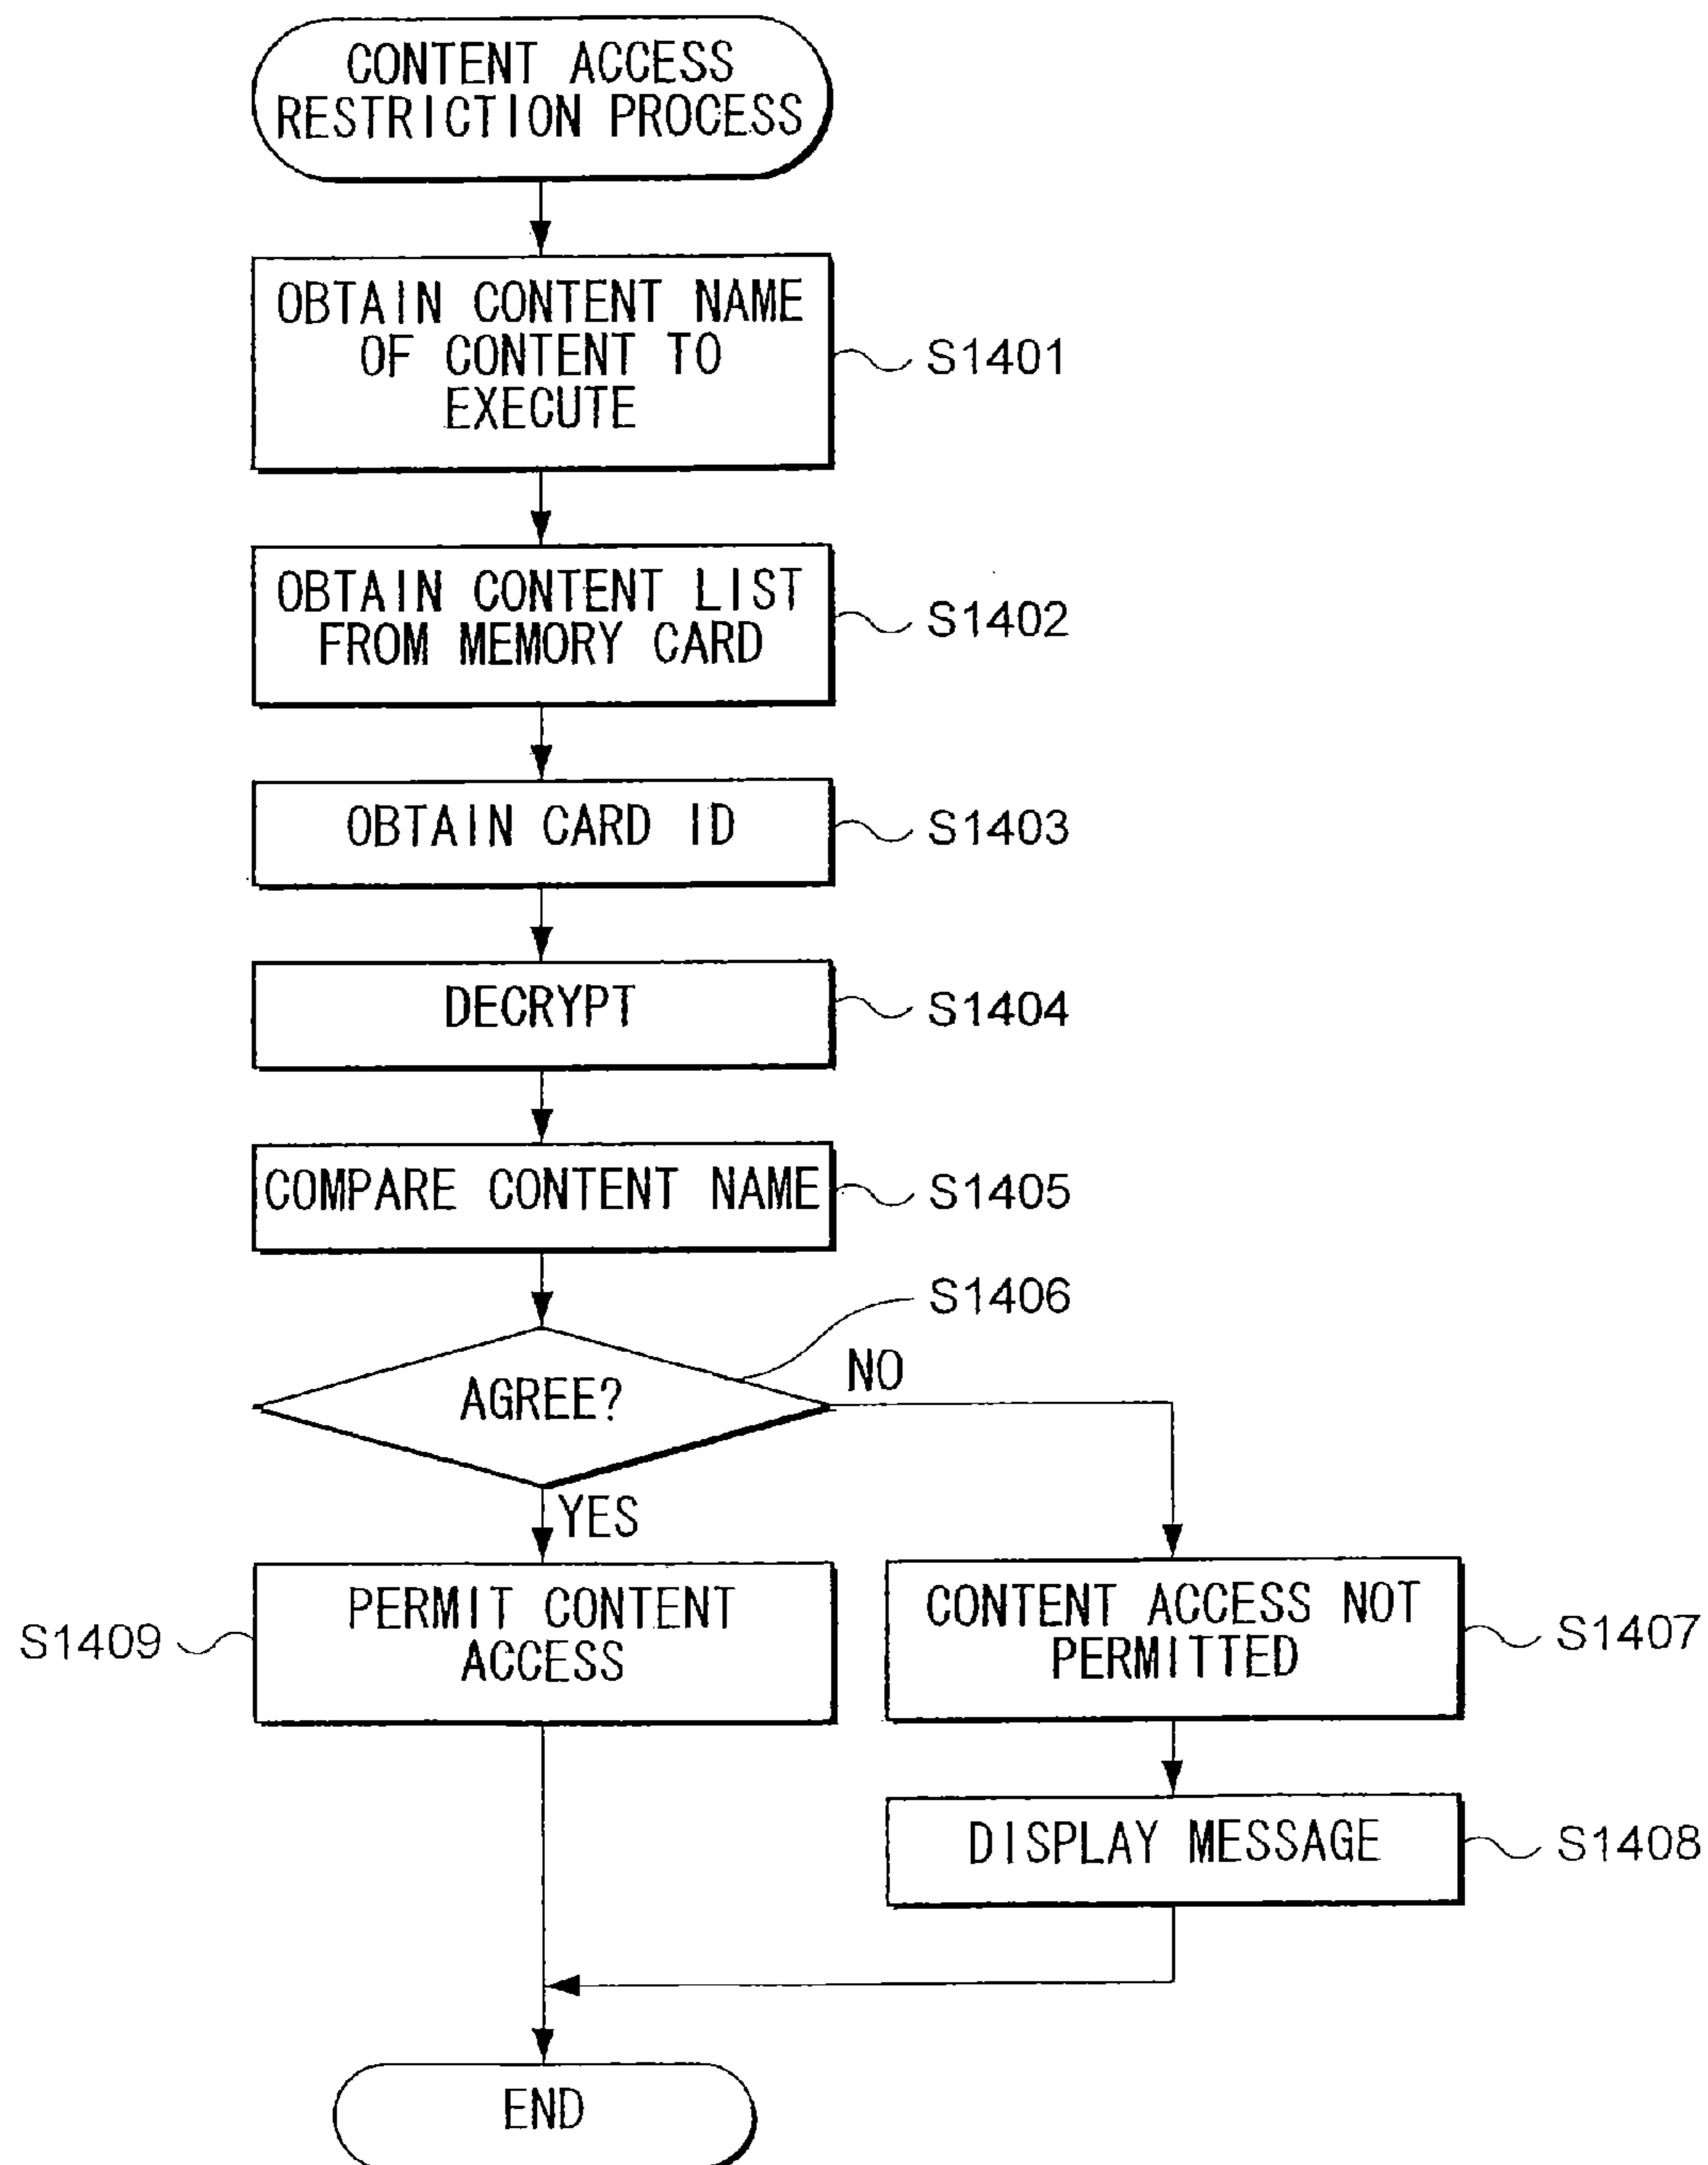 CONTENT ACCESS
RESTRICTION PROCESS
OBTAIN CONTENT NAME
OF CONTENT TO
EXECUTE
S1401
OBTAIN CONTENT LIST
FROM MEMORY CARD
S1402
OBTAIN CARD ID
S1403
DECRYPT
S1404
COMPARE CONTENT NAME
S1405
S1406
AGREE?
NO
YES
PERMIT CONTENT
ACCESS
S1409
CONTENT ACCESS NOT
PERMITTED
S1407
DISPLAY MESSAGE
S1408
END